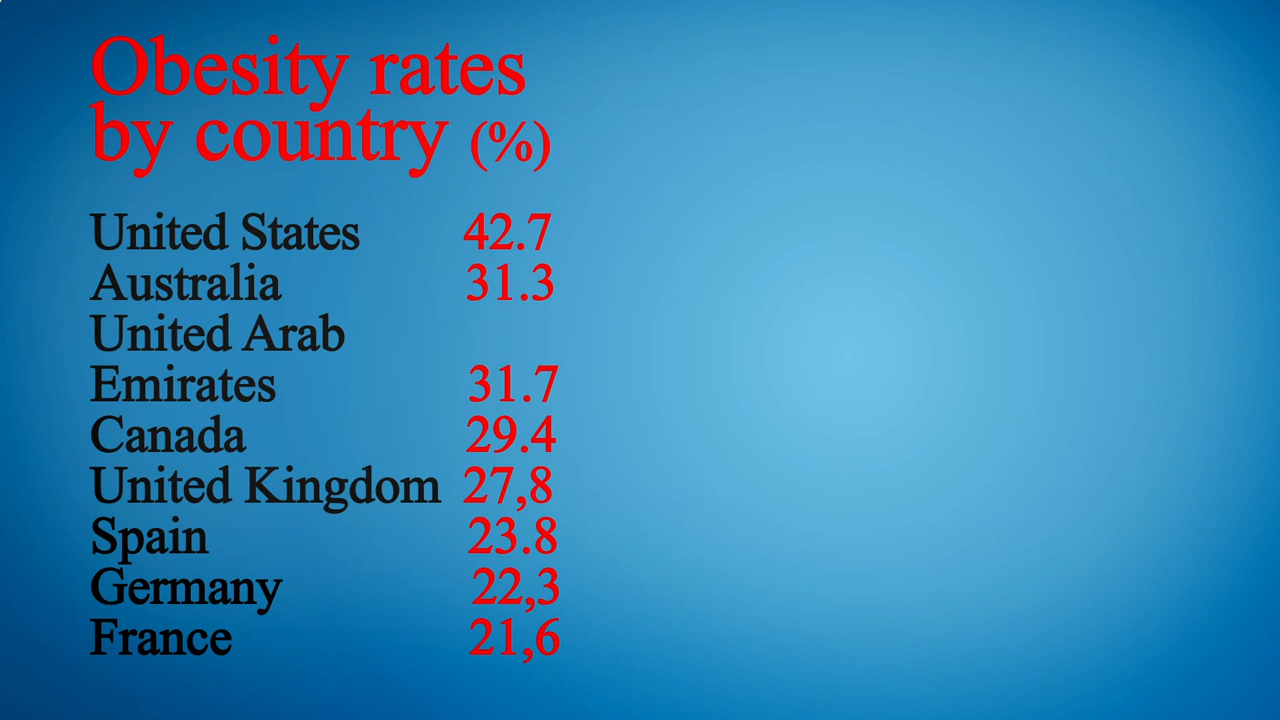 Obesity rates
by country (%)
United States 42.7
Australia 31.3
United Arab
Emirates 31.7
Canada 29.4
United Kingdom 27,8
Spain 23.8
Germany 22,3
France 21,6